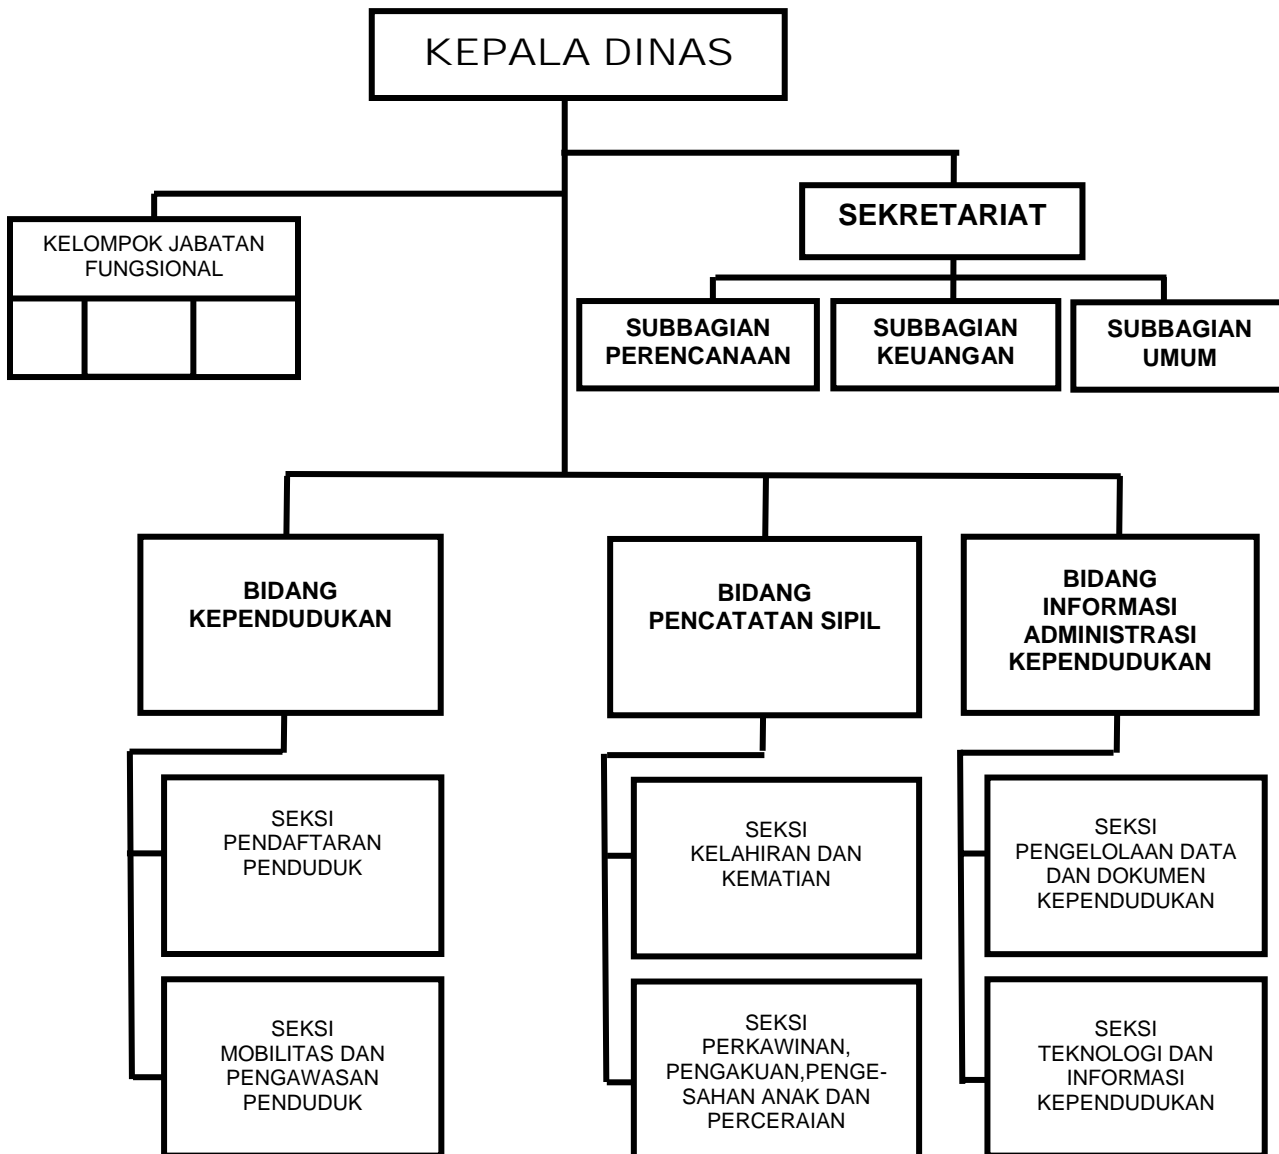 KEPALA DINAS
SEKRETARIAT
KELOMPOK JABATAN
FUNGSIONAL
SUBBAGIAN
PERENCANAAN
SUBBAGIAN
KEUANGAN
SUBBAGIAN
UMUM
BIDANG
KEPENDUDUKAN
BIDANG
PENCATATAN SIPIL
BIDANG
INFORMASI
ADMINISTRASI
KEPENDUDUKAN
SEKSI
PENDAFTARAN
PENDUDUK
SEKSI
KELAHIRAN DAN
KEMATIAN
SEKSI
PENGELOLAAN DATA
DAN DOKUMEN
KEPENDUDUKAN
SEKSI
MOBILITAS DAN
PENGAWASAN
PENDUDUK
SEKSI
PERKAWINAN,
PENGAKUAN,PENGE-
SAHAN ANAK DAN
PERCERAIAN
SEKSI
TEKNOLOGI DAN
INFORMASI
KEPENDUDUKAN